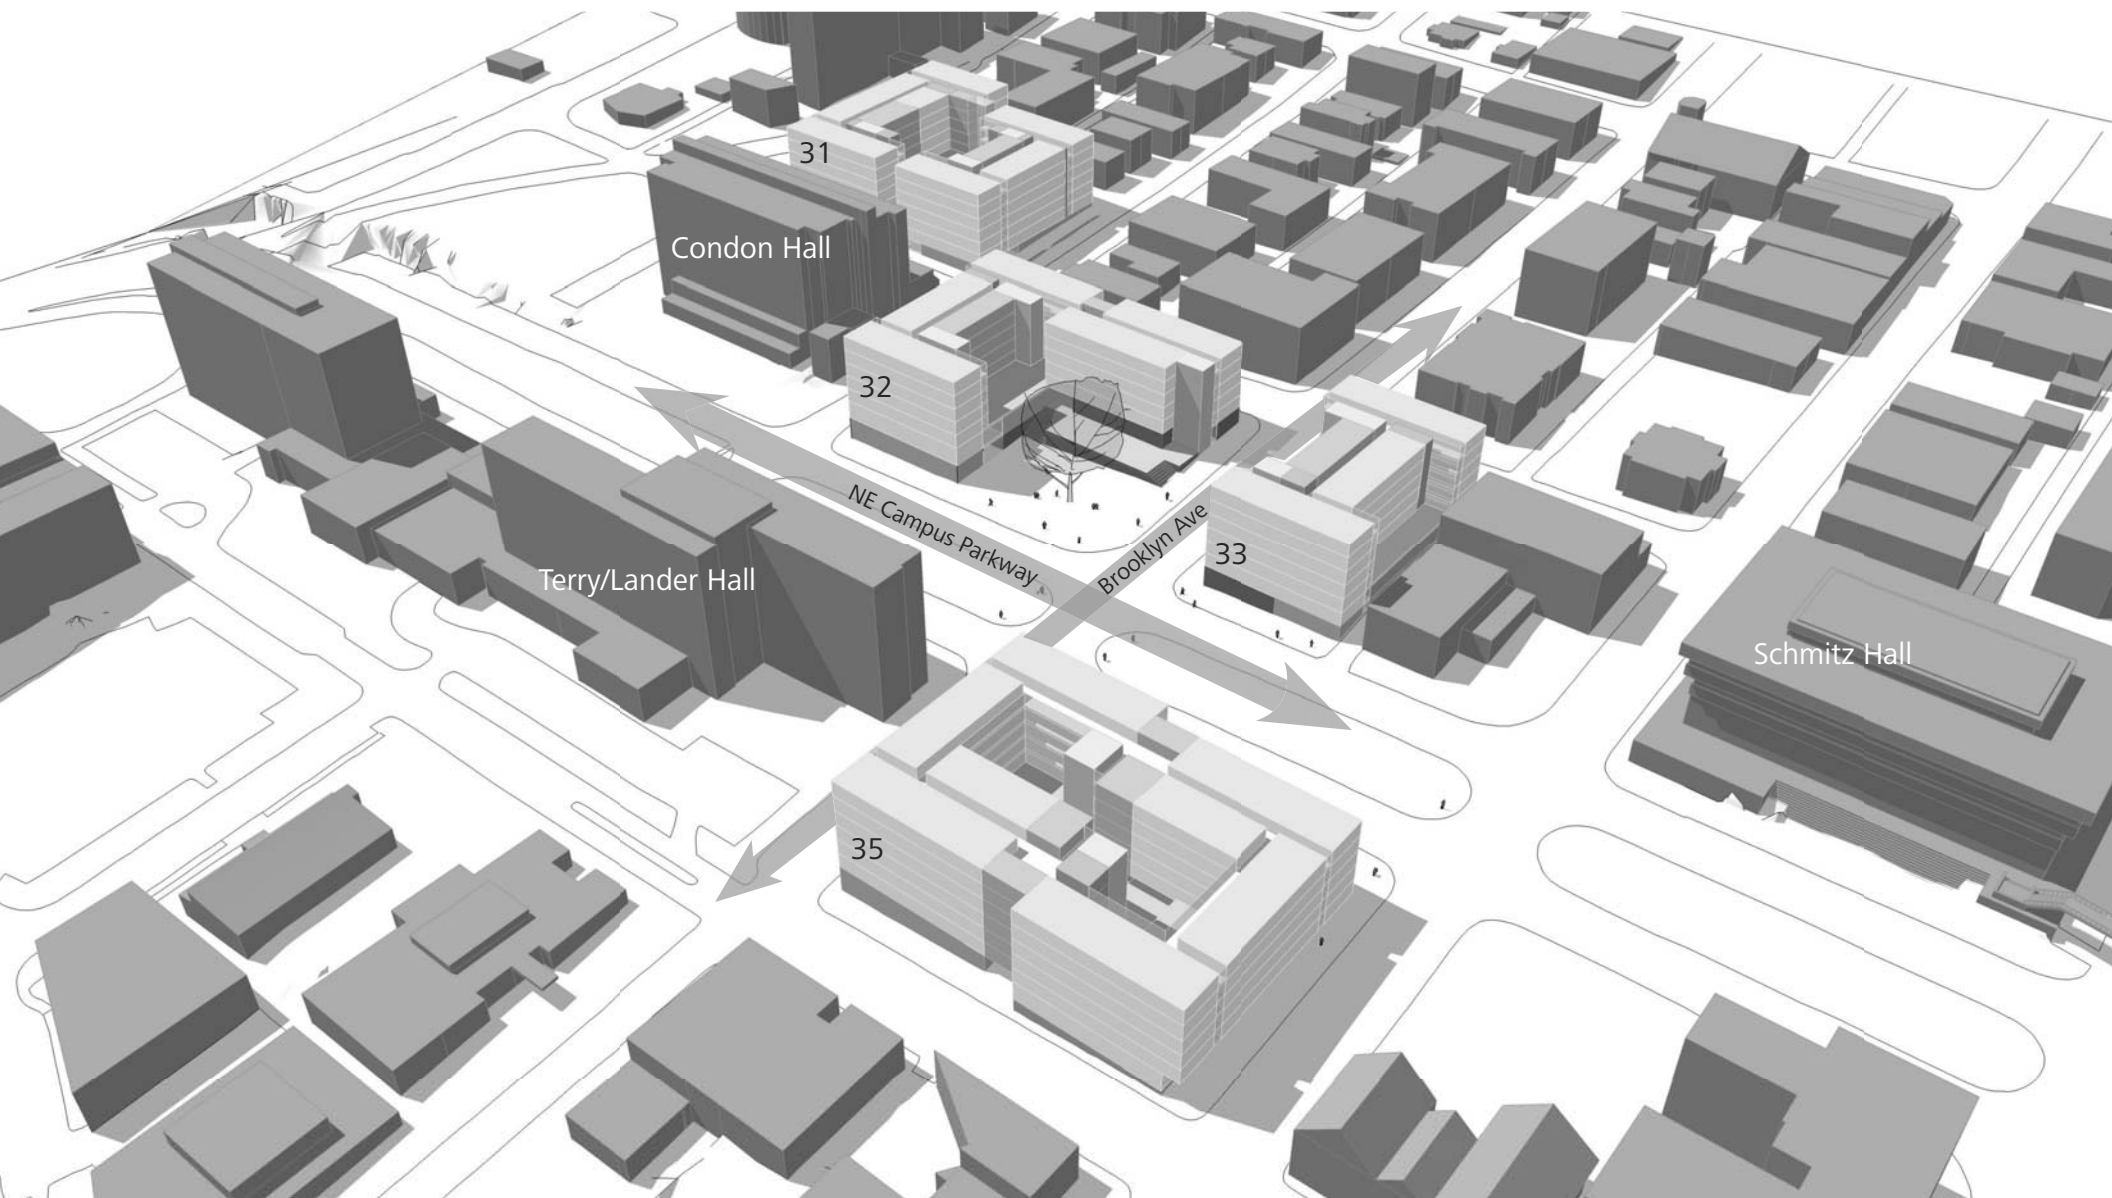 31
Condon Hall
32
NE Campus Parkway
Brooklyn Ave
33
Terry/Lander Hall
Schmitz Hall
35